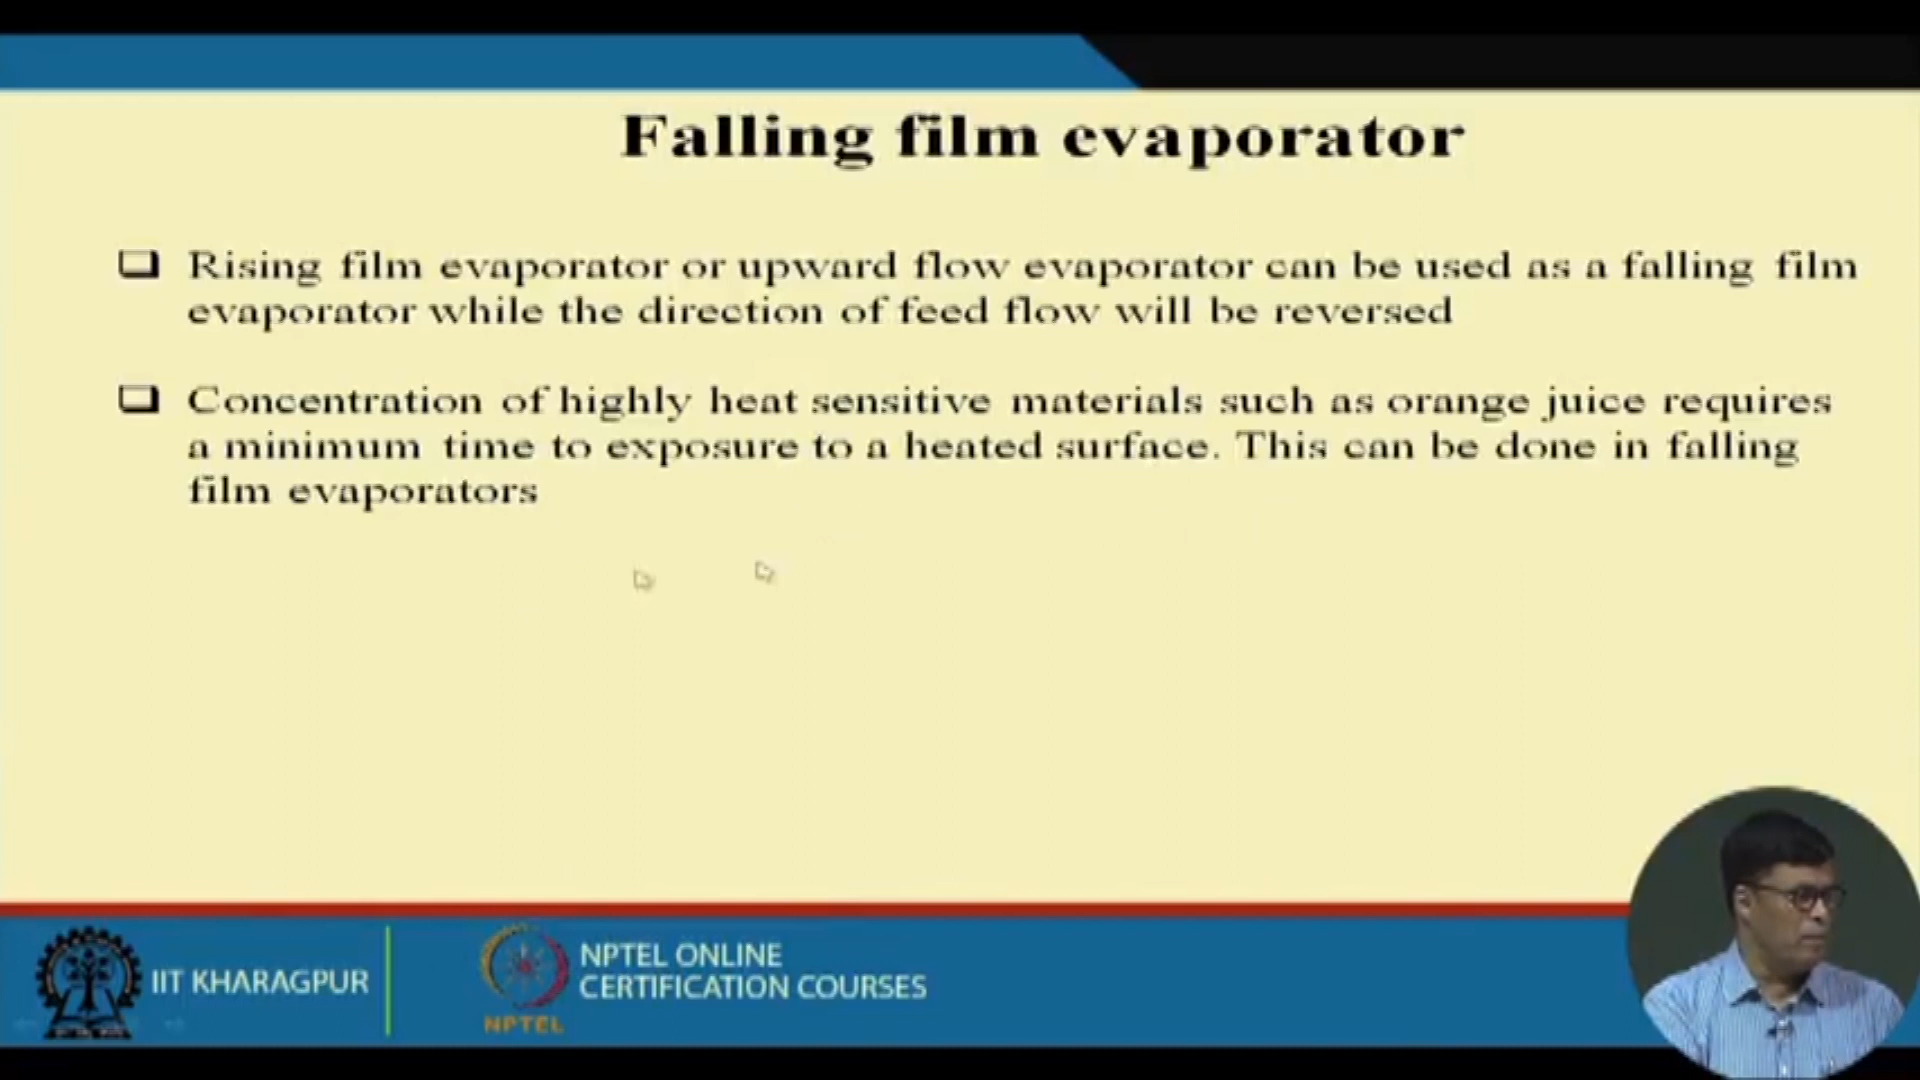 Falling film evaporator
Rising film evaporator or upward flow evaporator can be used as a falling film
evaporator while the direction of feed flow will be reversed
Concentration of highly heat sensitive materials such as orange juice requires
a minimum time to exposure to a heated surface. This can be done in falling
film evaporators
IIT KHARAGPUR
NPTEL ONLINE
CERTIFICATION COURSES
NPTEL